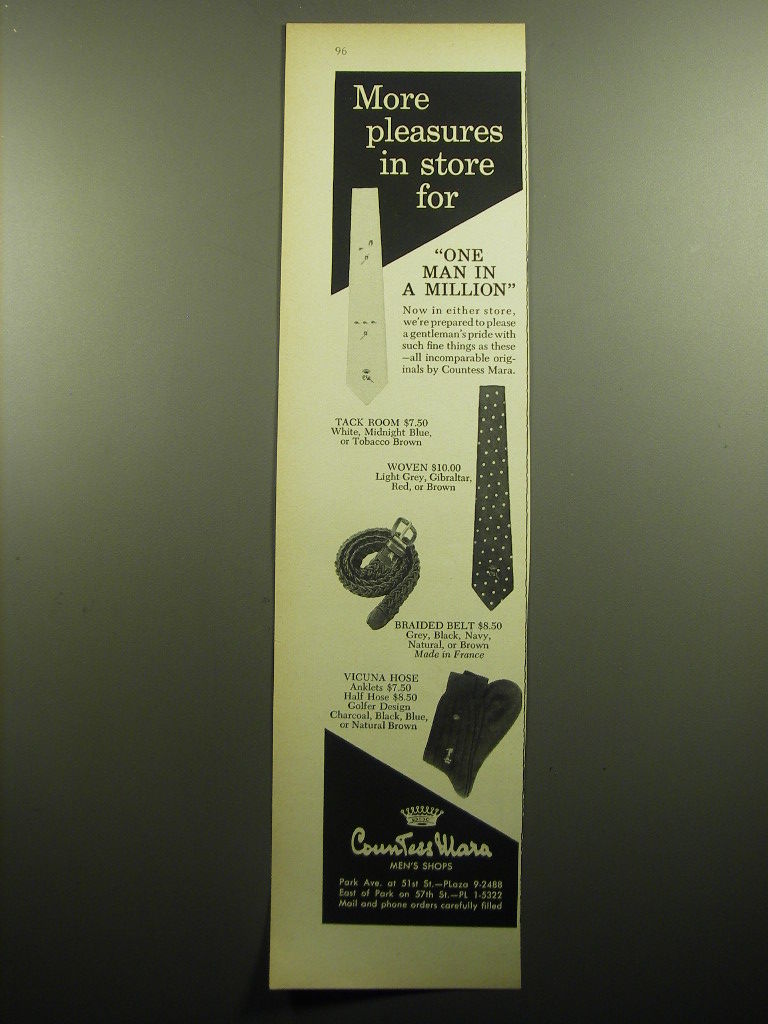 96
More
pleasures
in store
for
“ONE
MAN IN
A MILLION”
Now in either store,
we're prepared to please
a gentleman's pride with
such fine things as these
—all incomparable orig-
inals by Countess Mara.
TACK ROOM $7.50
White, Midnight Blue,
or Tobacco Brown
WOVEN $10.00
Light Grey, Gibraltar,
Red, or Brown
BRAIDED BELT $8.50
Grey, Black, Navy,
Natural, or Brown
Made in France
VICUNA HOSE
Anklets $7.50
Half Hose $8.50
Golfer Design
Charcoal, Black, Blue,
or Natural Brown
Countess Mara
MEN'S SHOPS
Park Ave. at 51st St.—PLaza 9-2488
East of Park on 57th St.—PL 1-5322
Mail and phone orders carefully filled